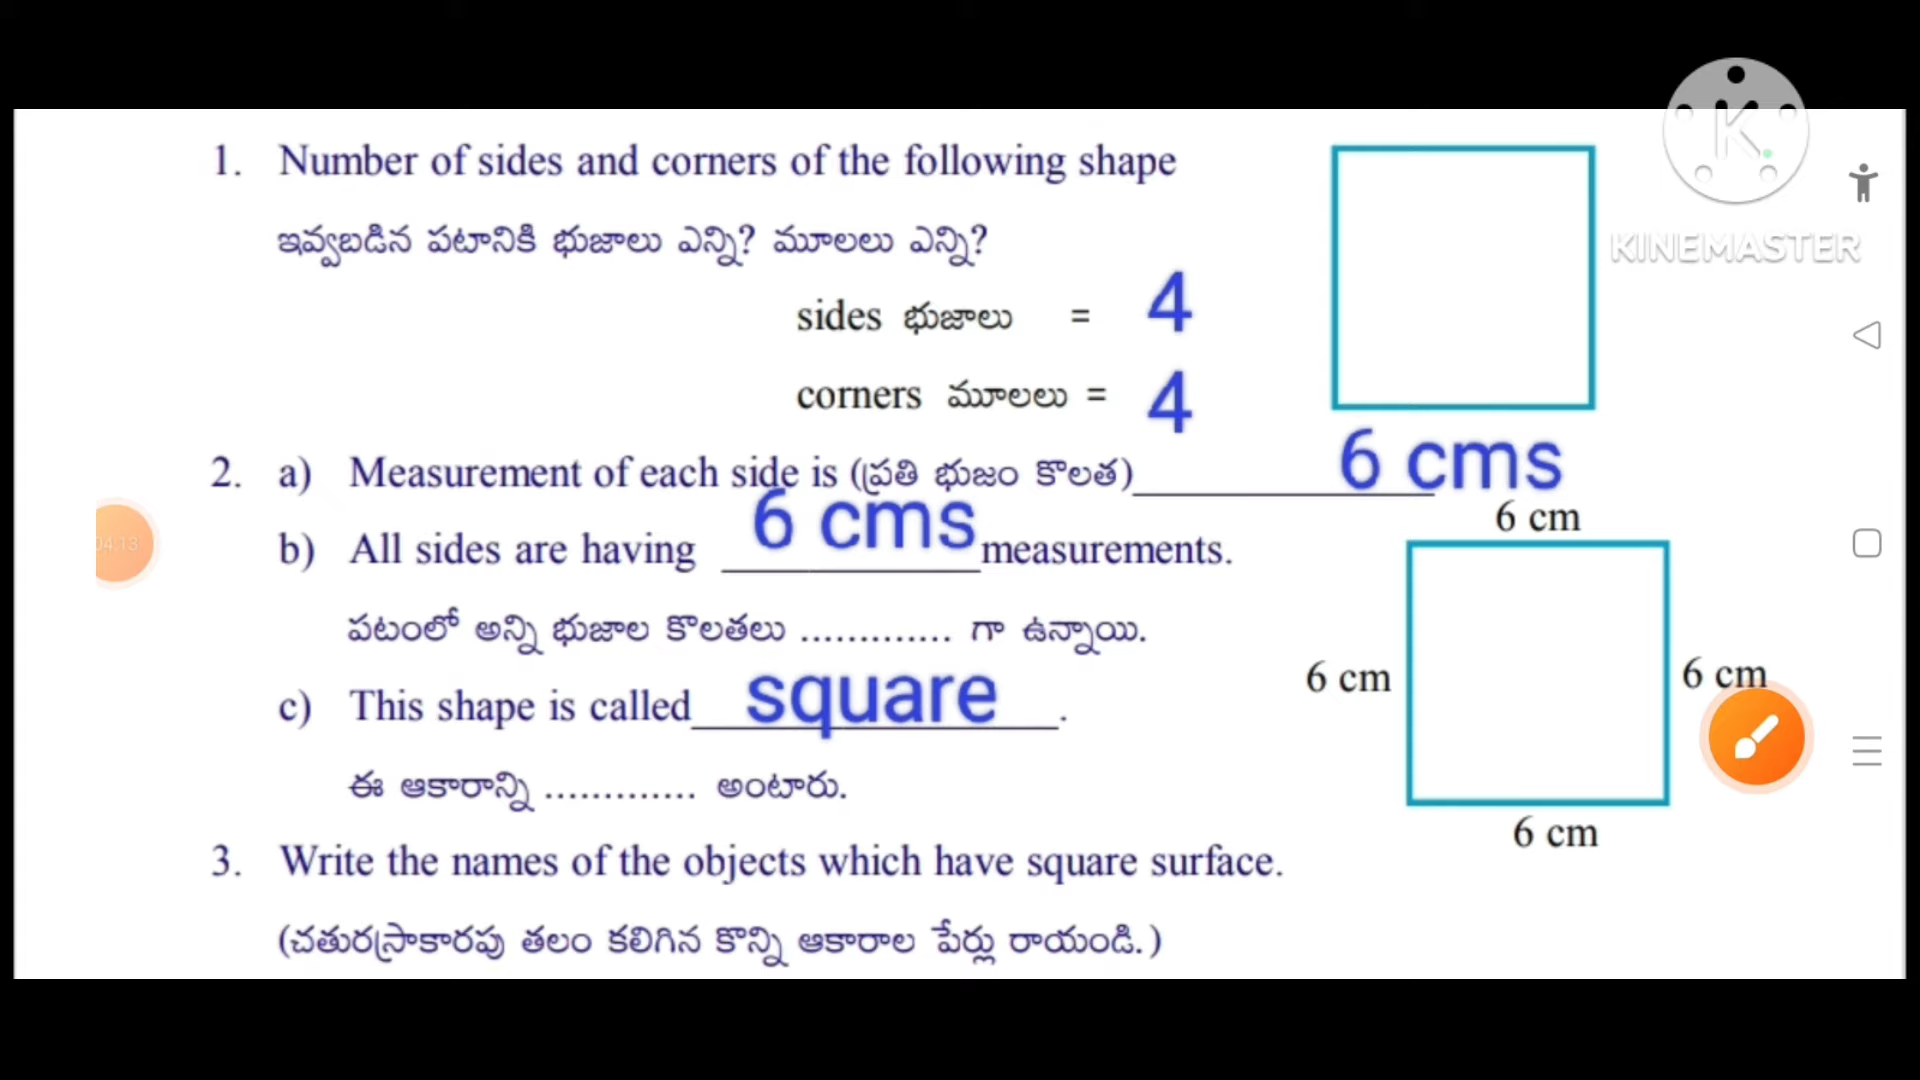 1. Number of sides and corners of the following shape
ఇవ్వబడిన పటానికి భుజాలు ఎన్ని? మూలలు ఎన్ని?
sides భుజాలు = 4
corners మూలలు = 4
KINEMASTER
2. a) Measurement of each side is (ప్రతి భుజం కొలత)____________ 6 cms
6 cm
b) All sides are having 6 cms measurements.
పటంలో అన్ని భుజాల కొలతలు ............. గా ఉన్నాయి.
6 cm 6 cm
c) This shape is called square.
ఈ ఆకారాన్ని ............. అంటారు.
6 cm
3. Write the names of the objects which have square surface.
(చతురస్రాకారపు తలం కలిగిన కొన్ని ఆకారాల పేర్లు రాయండి.)
04:13